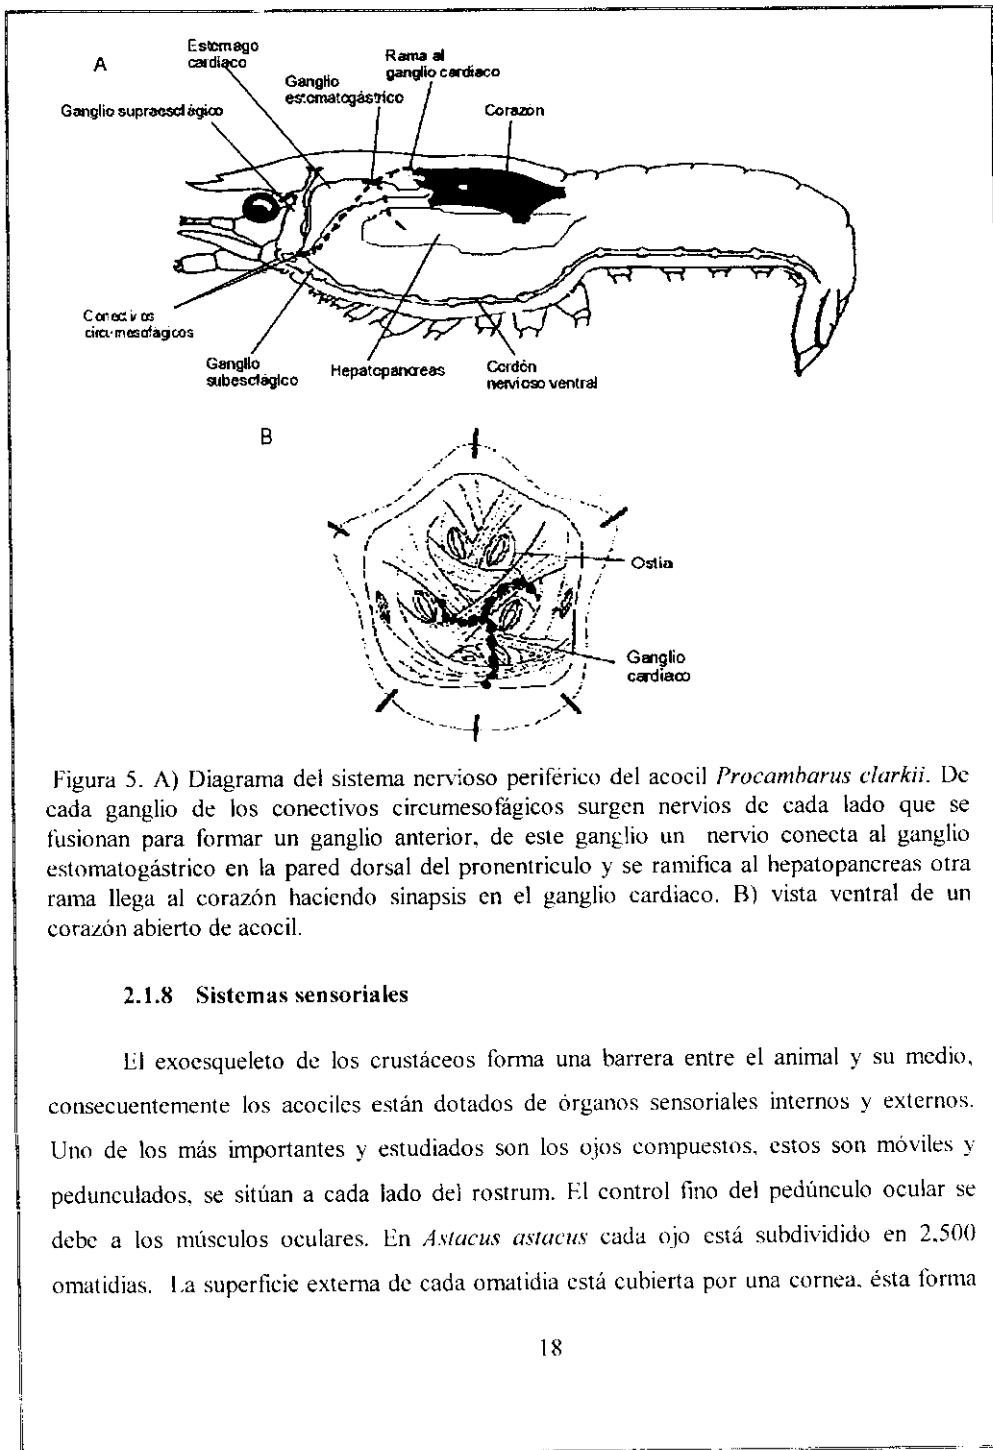 A
Estomago
cardiaco
Rama al
ganglio cardiaco
Ganglio
estomatogástrico
Ganglio supraesofágico
Corazón
Conectivos
circumesofágicos
Ganglio
subesofágico
Hepatopancreas
Cordón
nervioso ventral
B
Ostia
Ganglio
cardiaco
Figura 5. A) Diagrama del sistema nervioso periférico del acocil Procambarus clarkii. De
cada ganglio de los conectivos circumesofágicos surgen nervios de cada lado que se
fusionan para formar un ganglio anterior, de este ganglio un nervio conecta al ganglio
estomatogástrico en la pared dorsal del pronentriculo y se ramifica al hepatopancreas otra
rama llega al corazón haciendo sinapsis en el ganglio cardiaco. B) vista ventral de un
corazón abierto de acocil.
2.1.8 Sistemas sensoriales
El exoesqueleto de los crustáceos forma una barrera entre el animal y su medio,
consecuentemente los acociles están dotados de órganos sensoriales internos y externos.
Uno de los más importantes y estudiados son los ojos compuestos, estos son móviles y
pedunculados, se sitúan a cada lado del rostrum. El control fino del pedúnculo ocular se
debe a los músculos oculares. En Astacus astacus cada ojo está subdividido en 2,500
omatidias. La superficie externa de cada omatidia está cubierta por una cornea, ésta forma
18